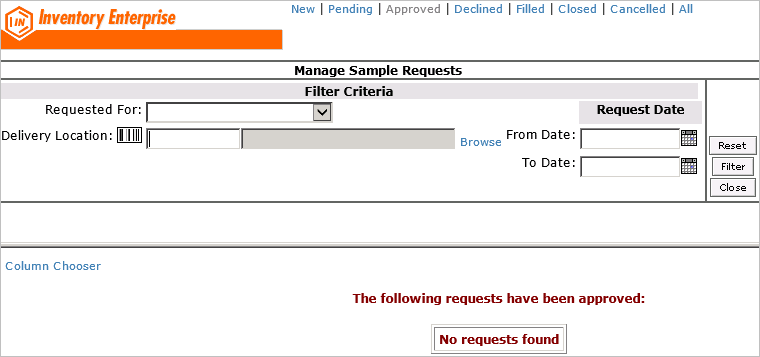 New | Pending | Approved | Declined | Filled | Closed | Cancelled | All
IN Inventory Enterprise
Manage Sample Requests
Filter Criteria
Requested For:
Request Date
Delivery Location:
Browse
From Date:
To Date:
Reset
Filter
Close
Column Chooser
The following requests have been approved:
No requests found